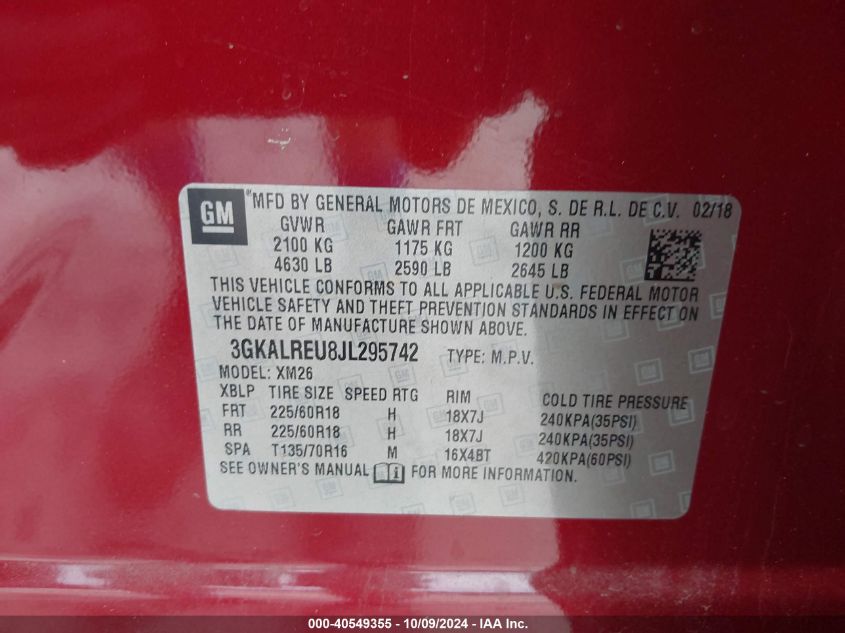 GM ®MFD BY GENERAL MOTORS DE MEXICO, S. DE R.L. DE C.V. 02/18
GVWR GAWR FRT GAWR RR
2100 KG 1175 KG 1200 KG
4630 LB 2590 LB 2645 LB
THIS VEHICLE CONFORMS TO ALL APPLICABLE U.S. FEDERAL MOTOR
VEHICLE SAFETY AND THEFT PREVENTION STANDARDS IN EFFECT ON
THE DATE OF MANUFACTURE SHOWN ABOVE.
3GKALREU8JL295742 TYPE: M.P.V.
MODEL: XM26
XBLP TIRE SIZE SPEED RTG RIM COLD TIRE PRESSURE
FRT 225/60R18 H 18X7J 240KPA(35PSI)
RR 225/60R18 H 18X7J 240KPA(35PSI)
SPA T135/70R16 M 16X4BT 420KPA(60PSI)
SEE OWNER'S MANUAL FOR MORE INFORMATION.
000-40549355 - 10/09/2024 - IAA Inc.